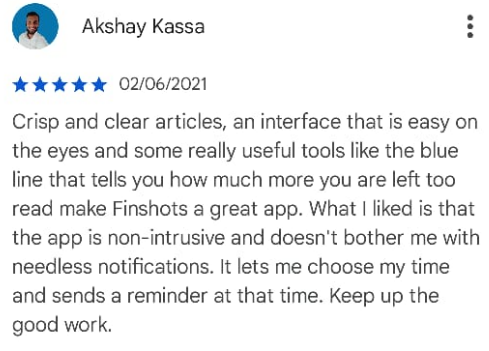 Akshay Kassa
02/06/2021
Crisp and clear articles, an interface that is easy on
the eyes and some really useful tools like the blue
line that tells you how much more you are left too
read make Finshots a great app. What I liked is that
the app is non-intrusive and doesn't bother me with
needless notifications. It lets me choose my time
and sends a reminder at that time. Keep up the
good work.